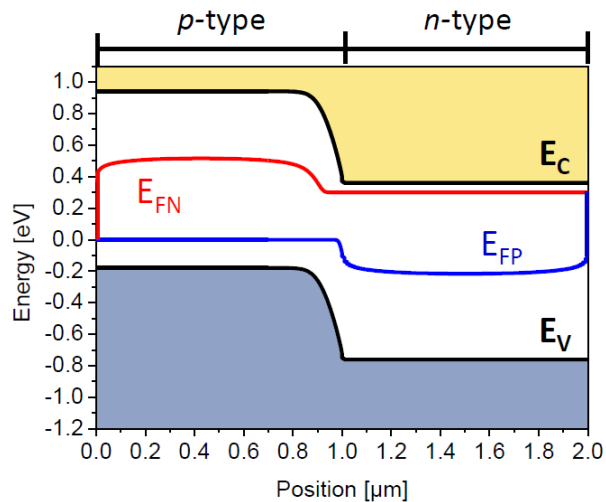 p-type n-type
1.0
0.8
0.6
0.4
0.2
0.0
-0.2
-0.4
-0.6
-0.8
-1.0
-1.2
Energy [eV]
E_C
E_FN
E_FP
E_V
0.0 0.2 0.4 0.6 0.8 1.0 1.2 1.4 1.6 1.8 2.0
Position [µm]